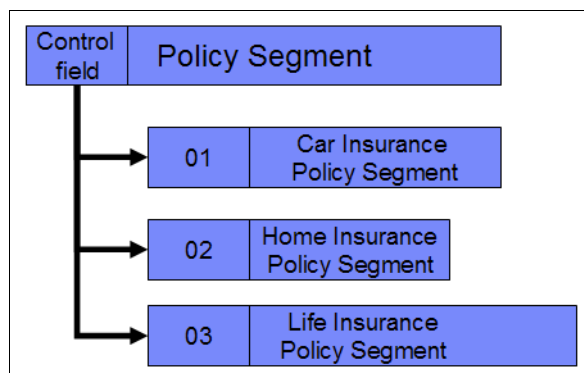 Control
field
Policy Segment
01
Car Insurance
Policy Segment
02
Home Insurance
Policy Segment
03
Life Insurance
Policy Segment